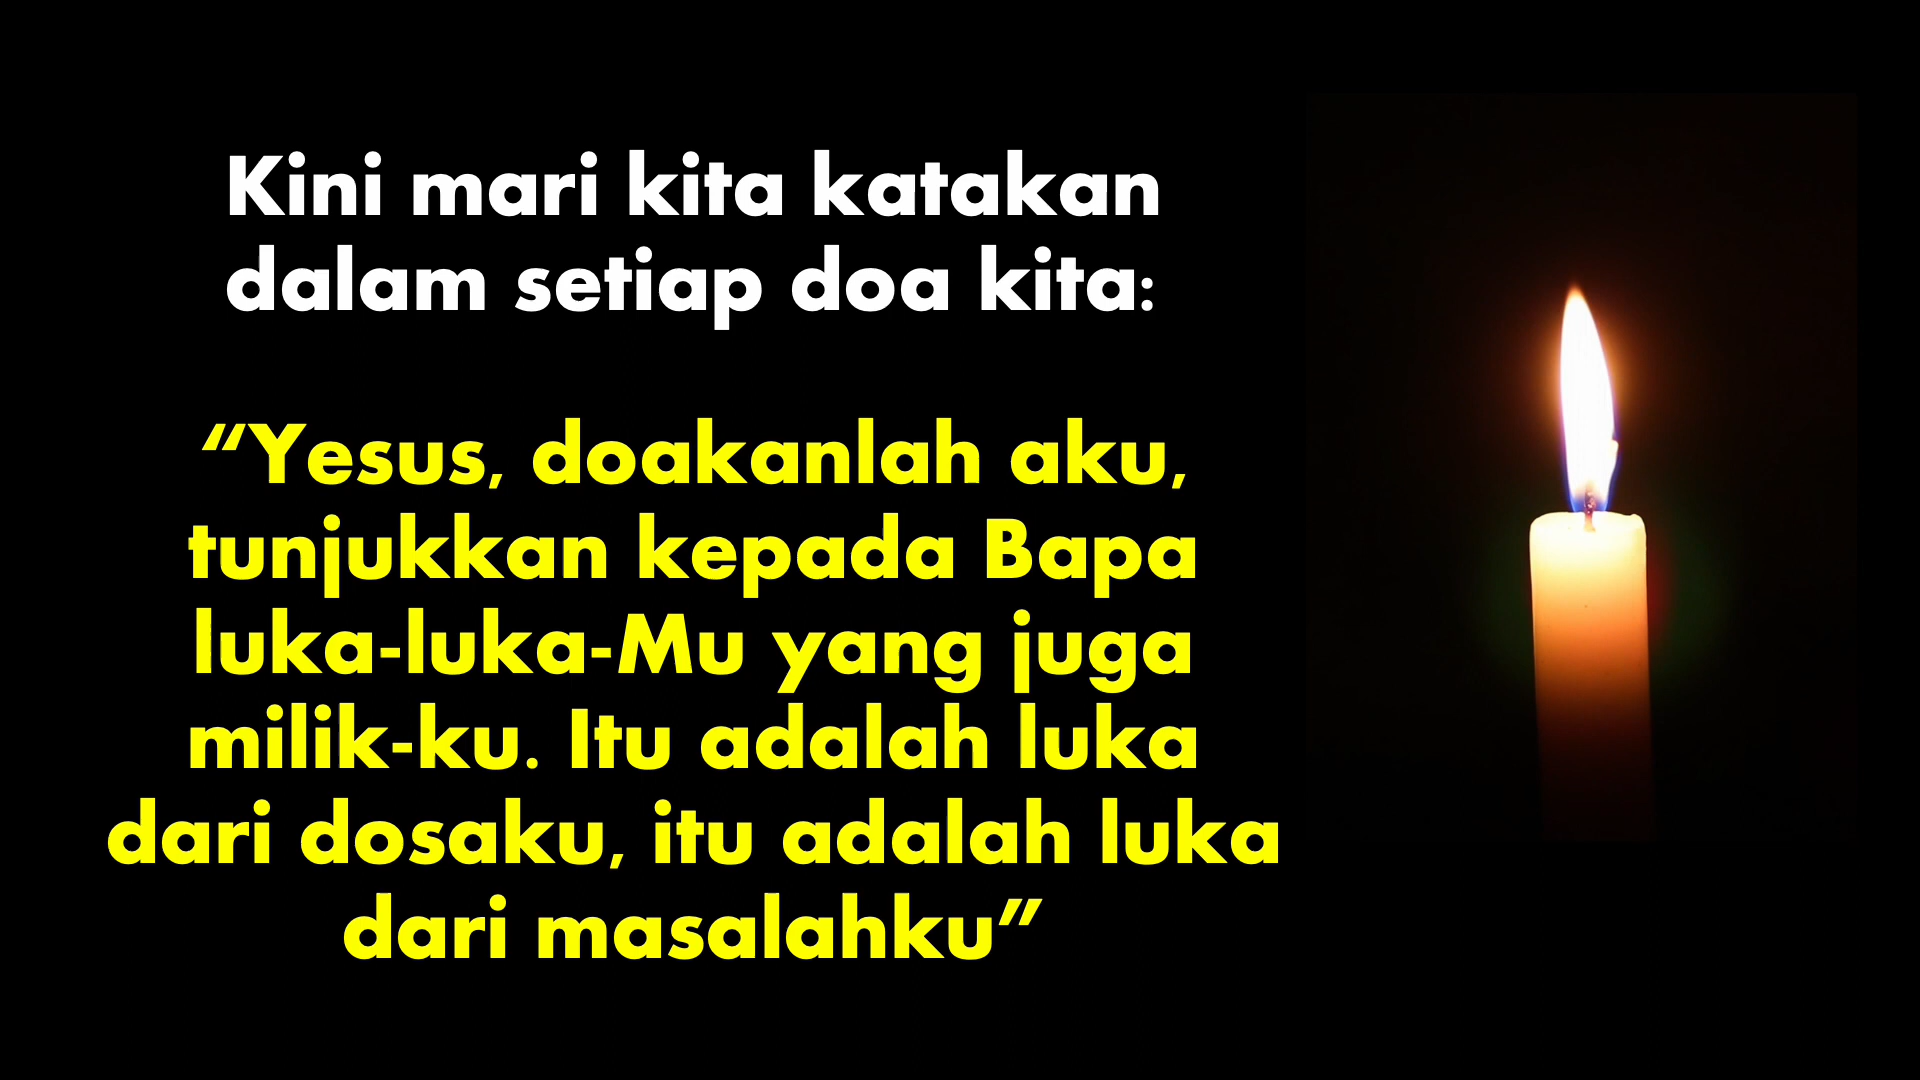 Kini mari kita katakan
dalam setiap doa kita:
“Yesus, doakanlah aku,
tunjukkan kepada Bapa
luka-luka-Mu yang juga
milik-ku. Itu adalah luka
dari dosaku, itu adalah luka
dari masalahku”